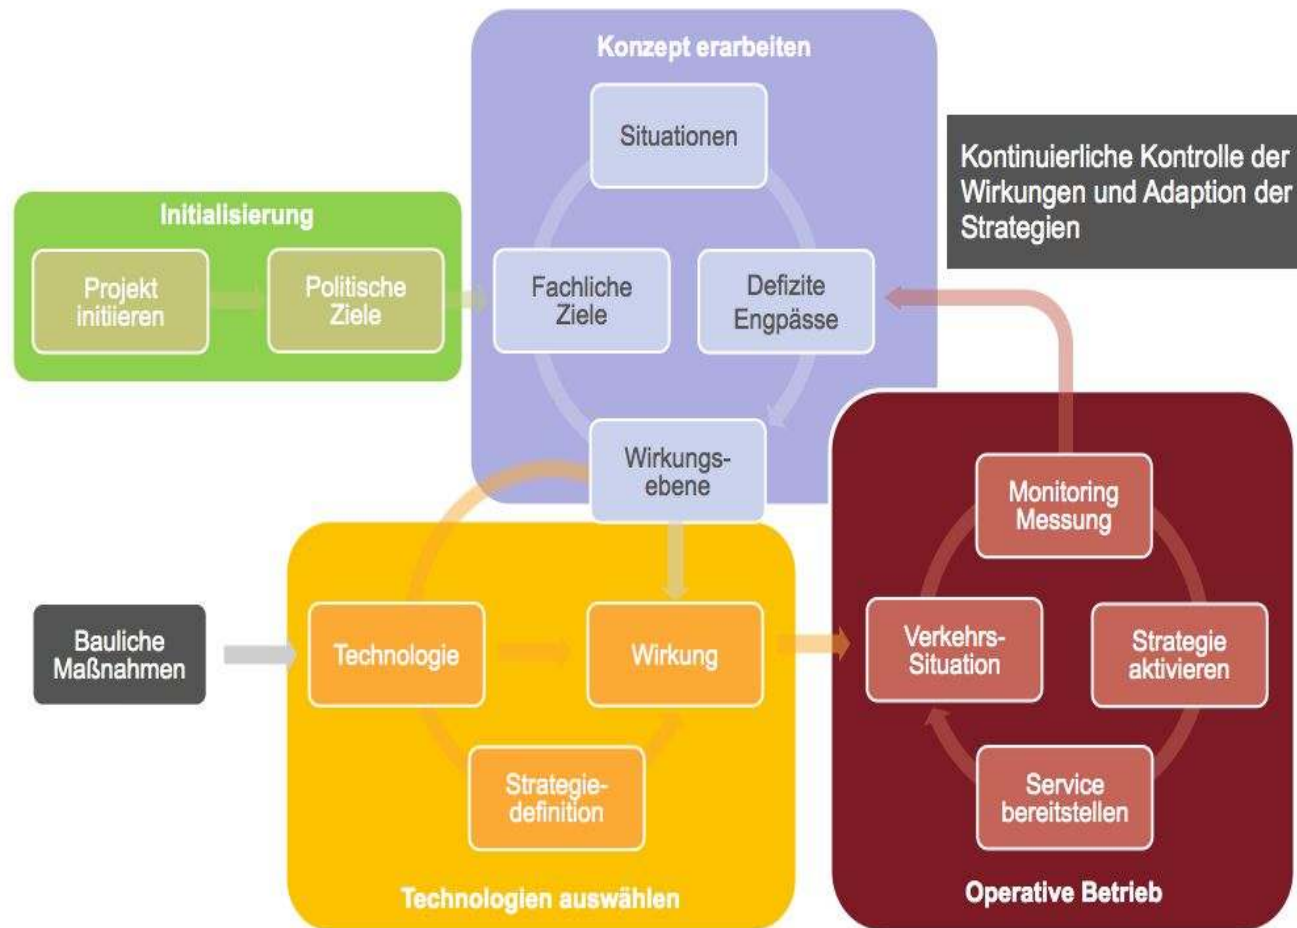 Konzept erarbeiten
Situationen
Kontinuierliche Kontrolle der
Wirkungen und Adaption der
Strategien
Initialisierung
Projekt
initiieren
Politische
Ziele
Fachliche
Ziele
Defizite
Engpässe
Wirkungs-
ebene
Monitoring
Messung
Bauliche
Maßnahmen
Technologie
Wirkung
Verkehrs-
Situation
Strategie
aktivieren
Strategie-
definition
Service
bereitstellen
Technologien auswählen
Operative Betrieb